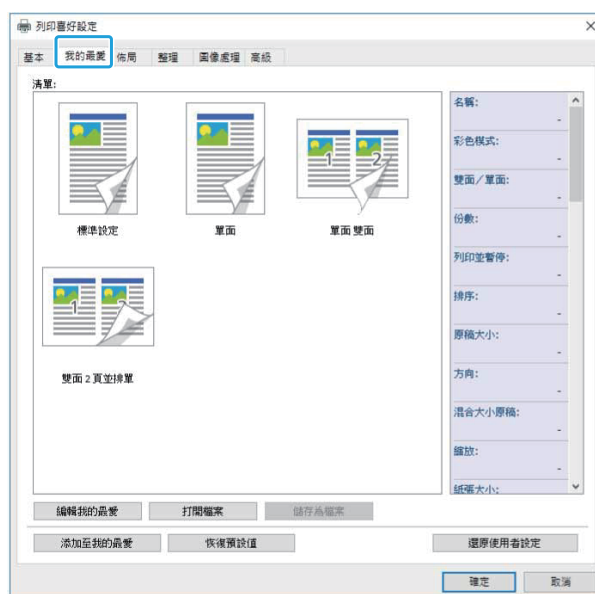 列印喜好設定
基本 我的最愛 佈局 整理 圖像處理 高級
清單:
1 2
標準設定 單面 單面 雙面
1 2
雙面 2 頁並排單
名稱:
-
彩色模式:
-
雙面／單面:
-
份數:
-
列印並暫停:
-
排序:
-
原稿大小:
-
方向:
-
混合大小原稿:
-
縮放:
-
紙張大小:
編輯我的最愛 打開檔案 儲存為檔案
添加至我的最愛 恢復預設值 還原使用者設定
確定 取消